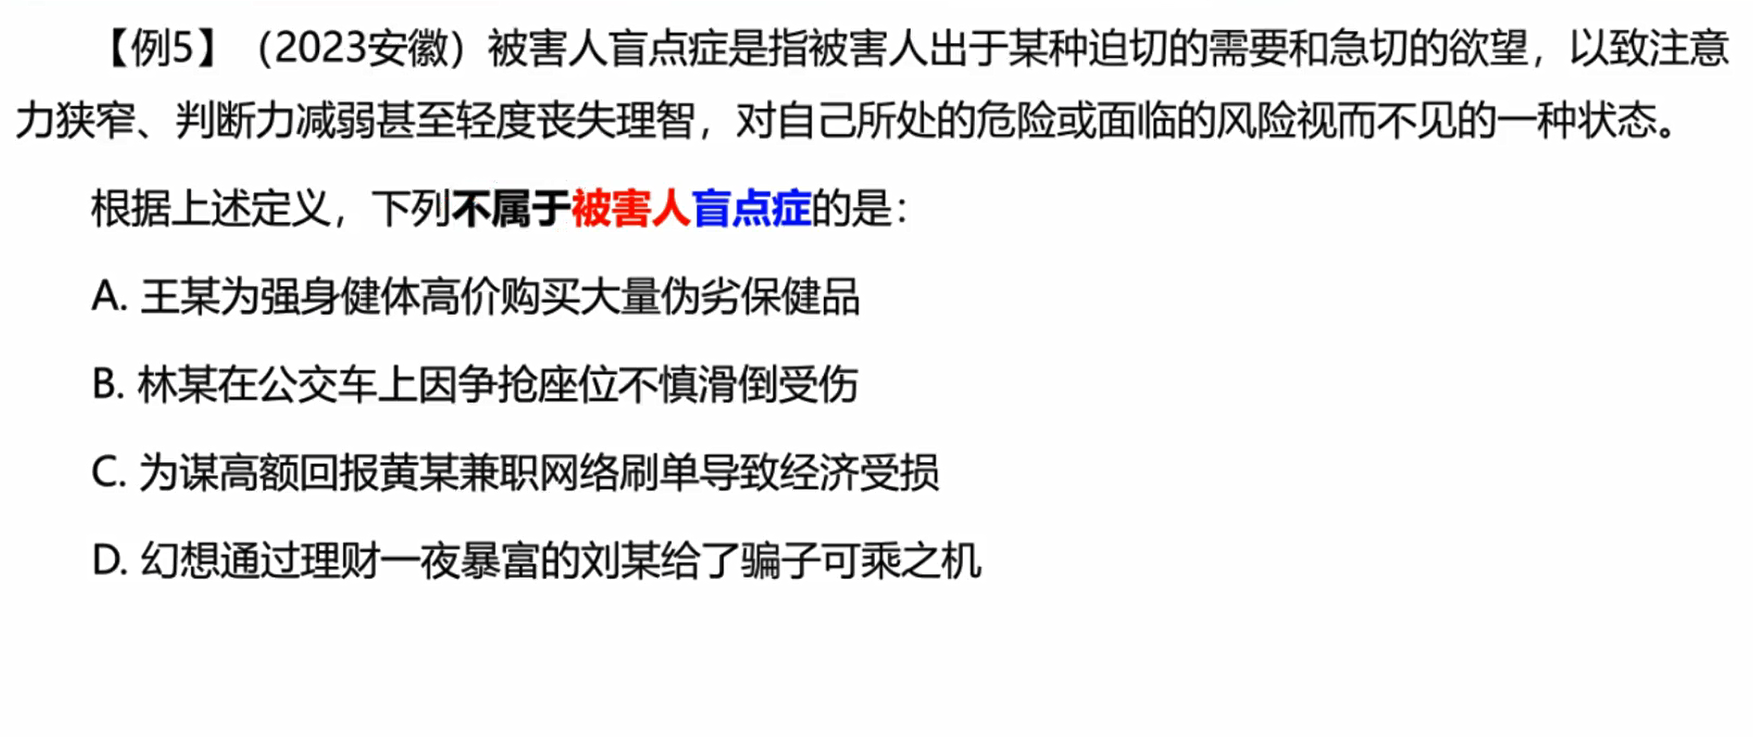 【例5】（2023安徽）被害人盲点症是指被害人出于某种迫切的需要和急切的欲望，以致注意
力狭窄、判断力减弱甚至轻度丧失理智，对自己所处的危险或面临的风险视而不见的一种状态。
根据上述定义，下列不属于被害人盲点症的是：
A. 王某为强身健体高价购买大量伪劣保健品
B. 林某在公交车上因争抢座位不慎滑倒受伤
C. 为谋高额回报黄某兼职网络刷单导致经济受损
D. 幻想通过理财一夜暴富的刘某给了骗子可乘之机